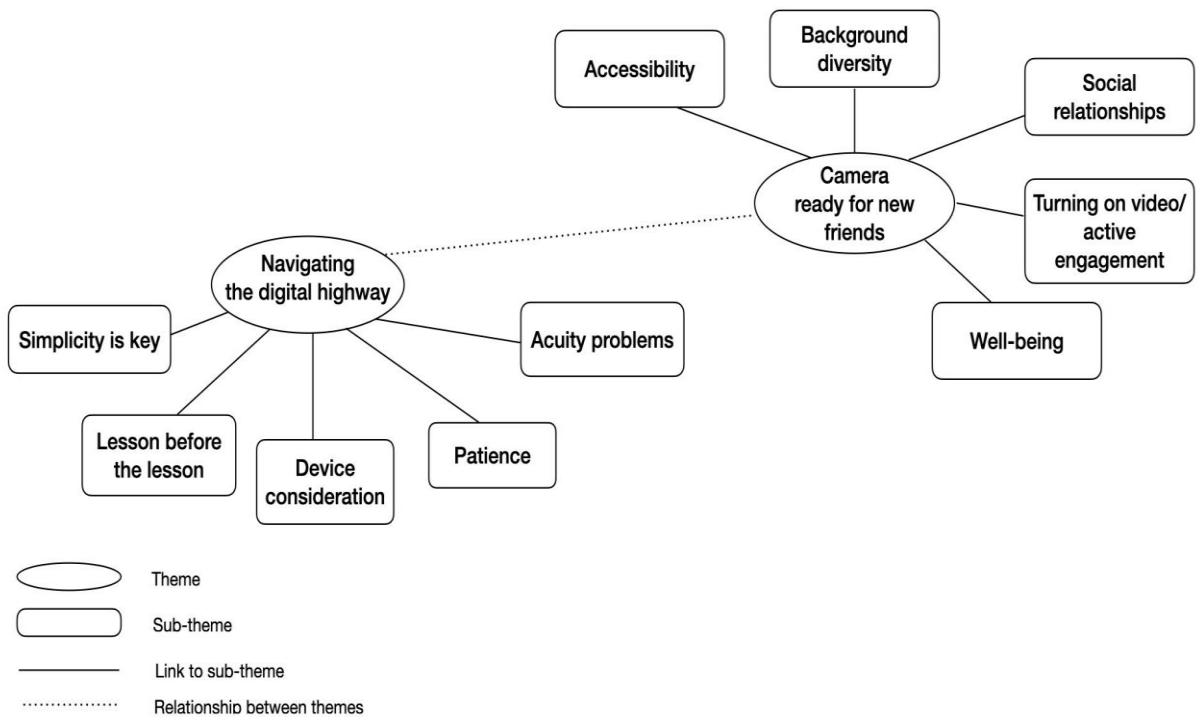 Accessibility
Background
diversity
Social
relationships
Camera
ready for new
friends
Turning on video/
active
engagement
Well-being
Navigating
the digital highway
Simplicity is key
Acuity problems
Lesson before
the lesson
Device
consideration
Patience
Theme
Sub-theme
Link to sub-theme
Relationship between themes